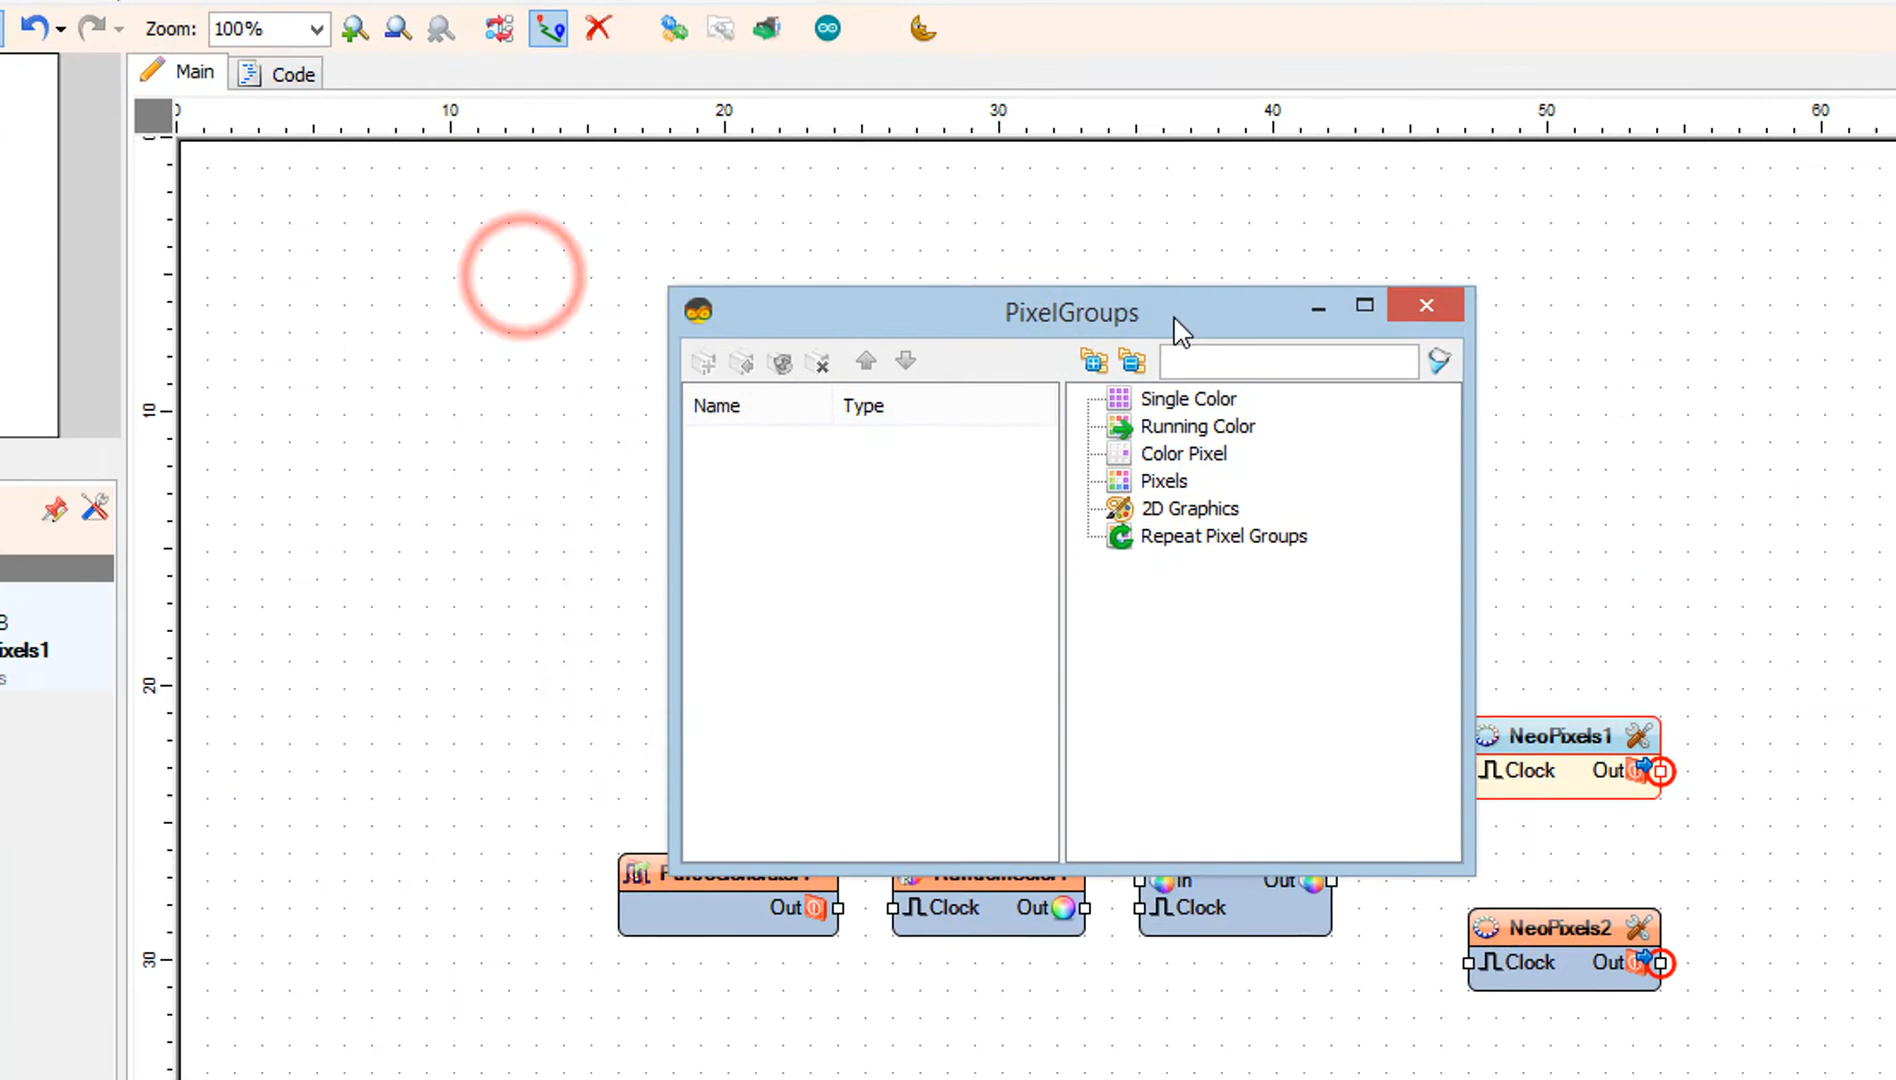 Zoom: 100%
Main Code
0 10 20 30 40 50 60
PixelGroups
Name Type
Single Color
Running Color
Color Pixel
Pixels
2D Graphics
Repeat Pixel Groups
10
20
30
B
ixels1
s
NeoPixels1
Clock Out
Out
Clock Out
In Out
Clock
NeoPixels2
Clock Out